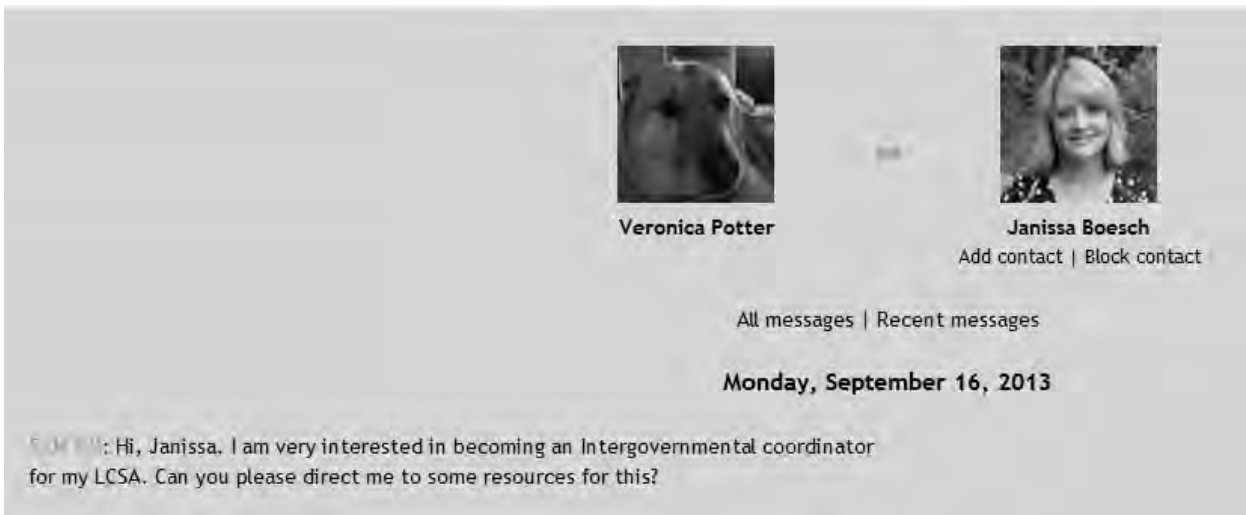 Veronica Potter
Janissa Boesch
Add contact | Block contact
All messages | Recent messages
Monday, September 16, 2013
: Hi, Janissa. I am very interested in becoming an Intergovernmental coordinator
for my LCSA. Can you please direct me to some resources for this?